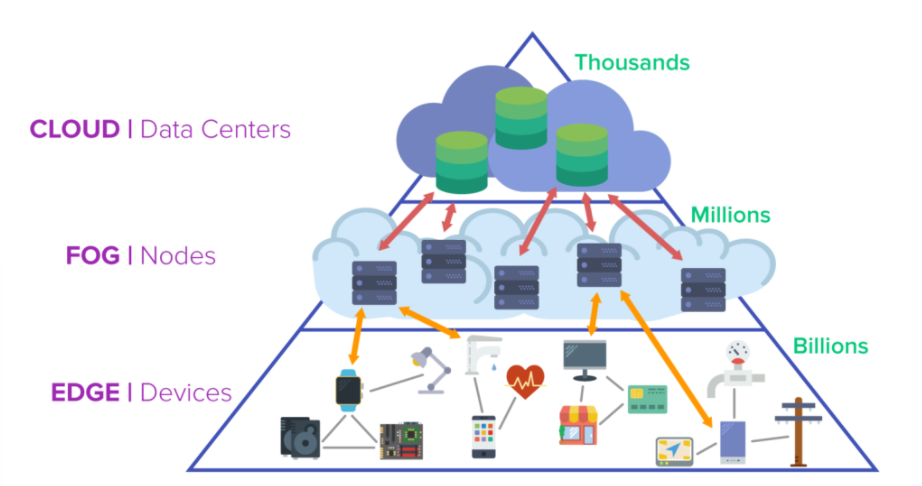 Thousands
CLOUD | Data Centers
Millions
FOG | Nodes
Billions
EDGE | Devices